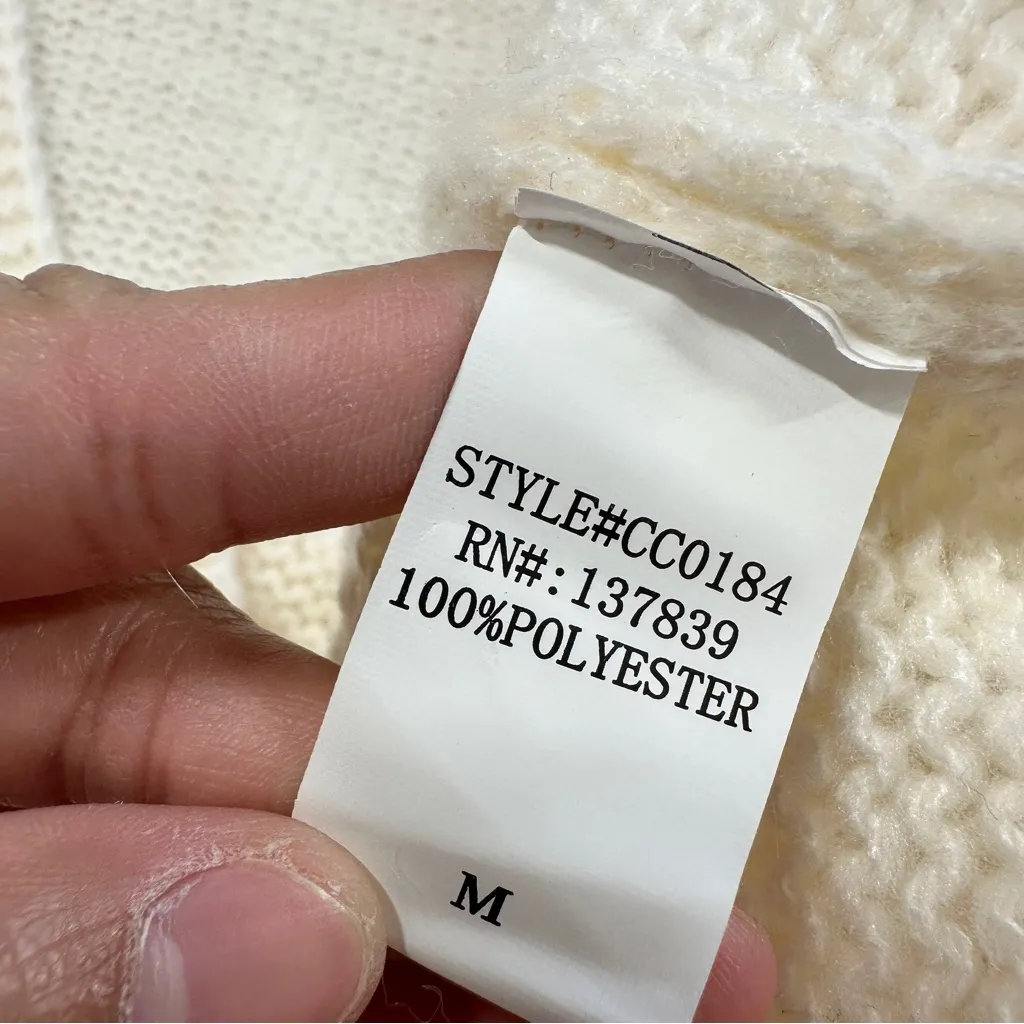 STYLE#CC0184
RN#:137839
100%POLYESTER
M